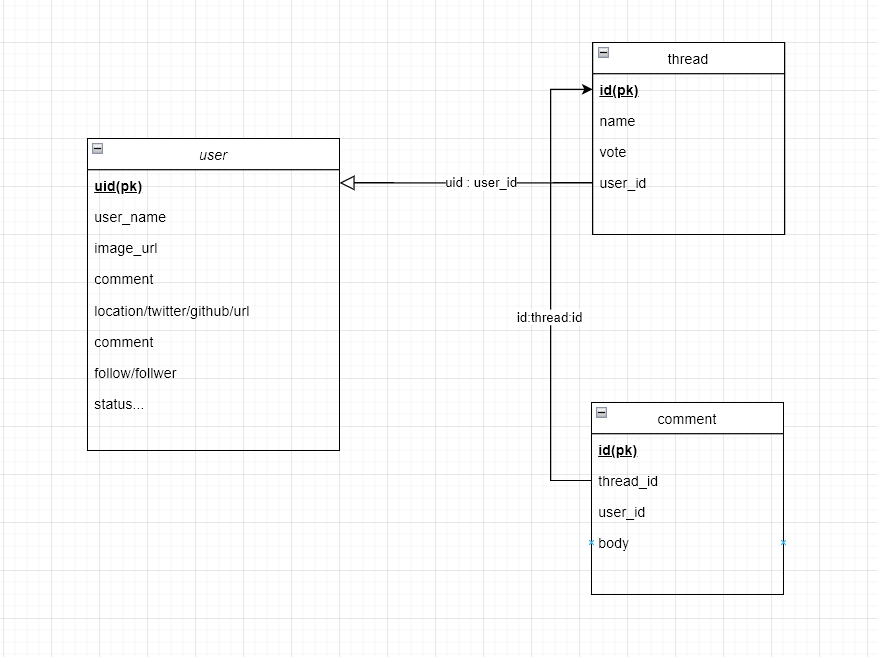 user
uid(pk)
user_name
image_url
comment
location/twitter/github/url
comment
follow/follwer
status...
uid : user_id
id:thread:id
thread
id(pk)
name
vote
user_id
comment
id(pk)
thread_id
user_id
body